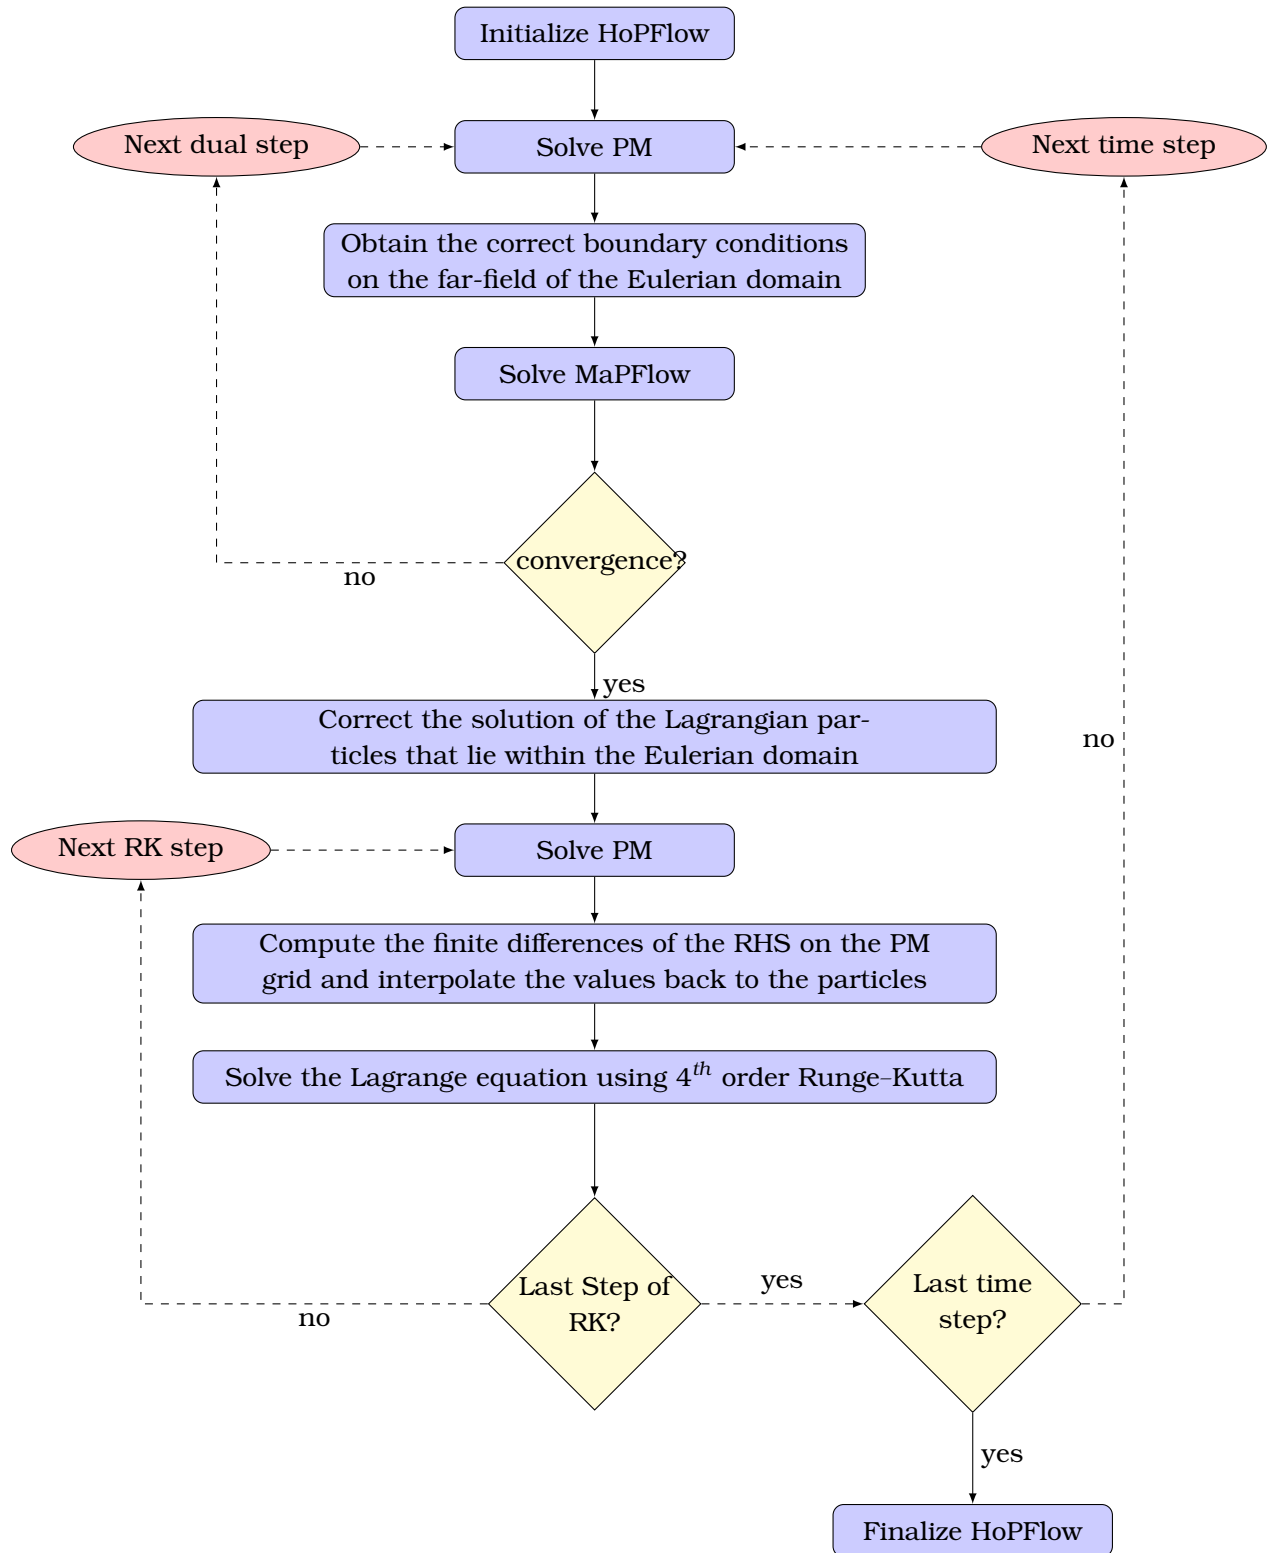 Initialize HoPFlow
Next dual step
Solve PM
Next time step
Obtain the correct boundary conditions
on the far-field of the Eulerian domain
Solve MaPFlow
convergence?
no
yes
Correct the solution of the Lagrangian par-
ticles that lie within the Eulerian domain
no
Next RK step
Solve PM
Compute the finite differences of the RHS on the PM
grid and interpolate the values back to the particles
Solve the Lagrange equation using 4th order Runge–Kutta
Last Step of
RK?
no
yes
Last time
step?
yes
Finalize HoPFlow